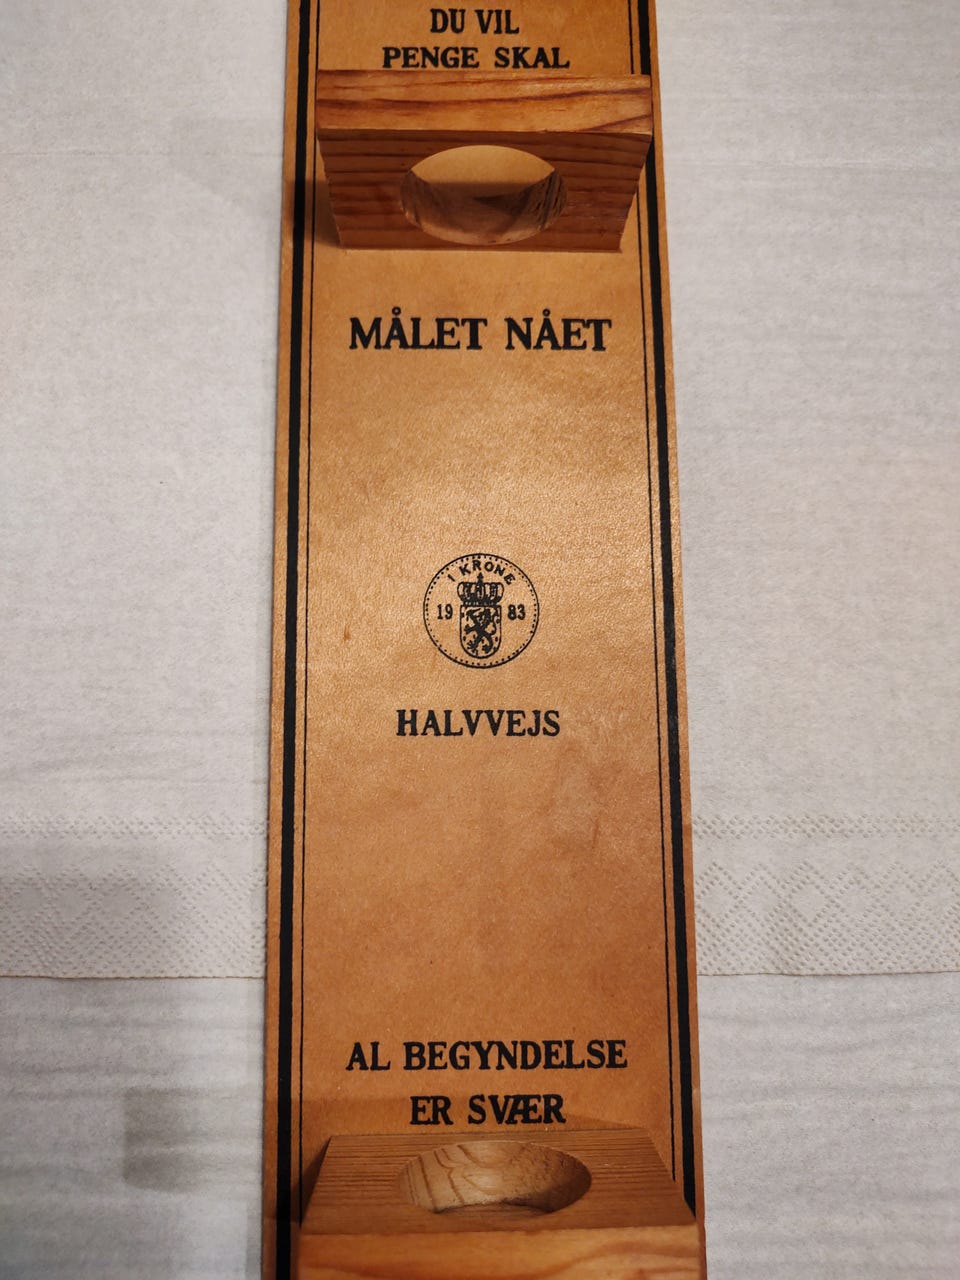 DU VIL
PENGE SKAL
MÅLET NÅET
1 KRONE
19 83
HALVVEJS
AL BEGYNDELSE
ER SVÆR